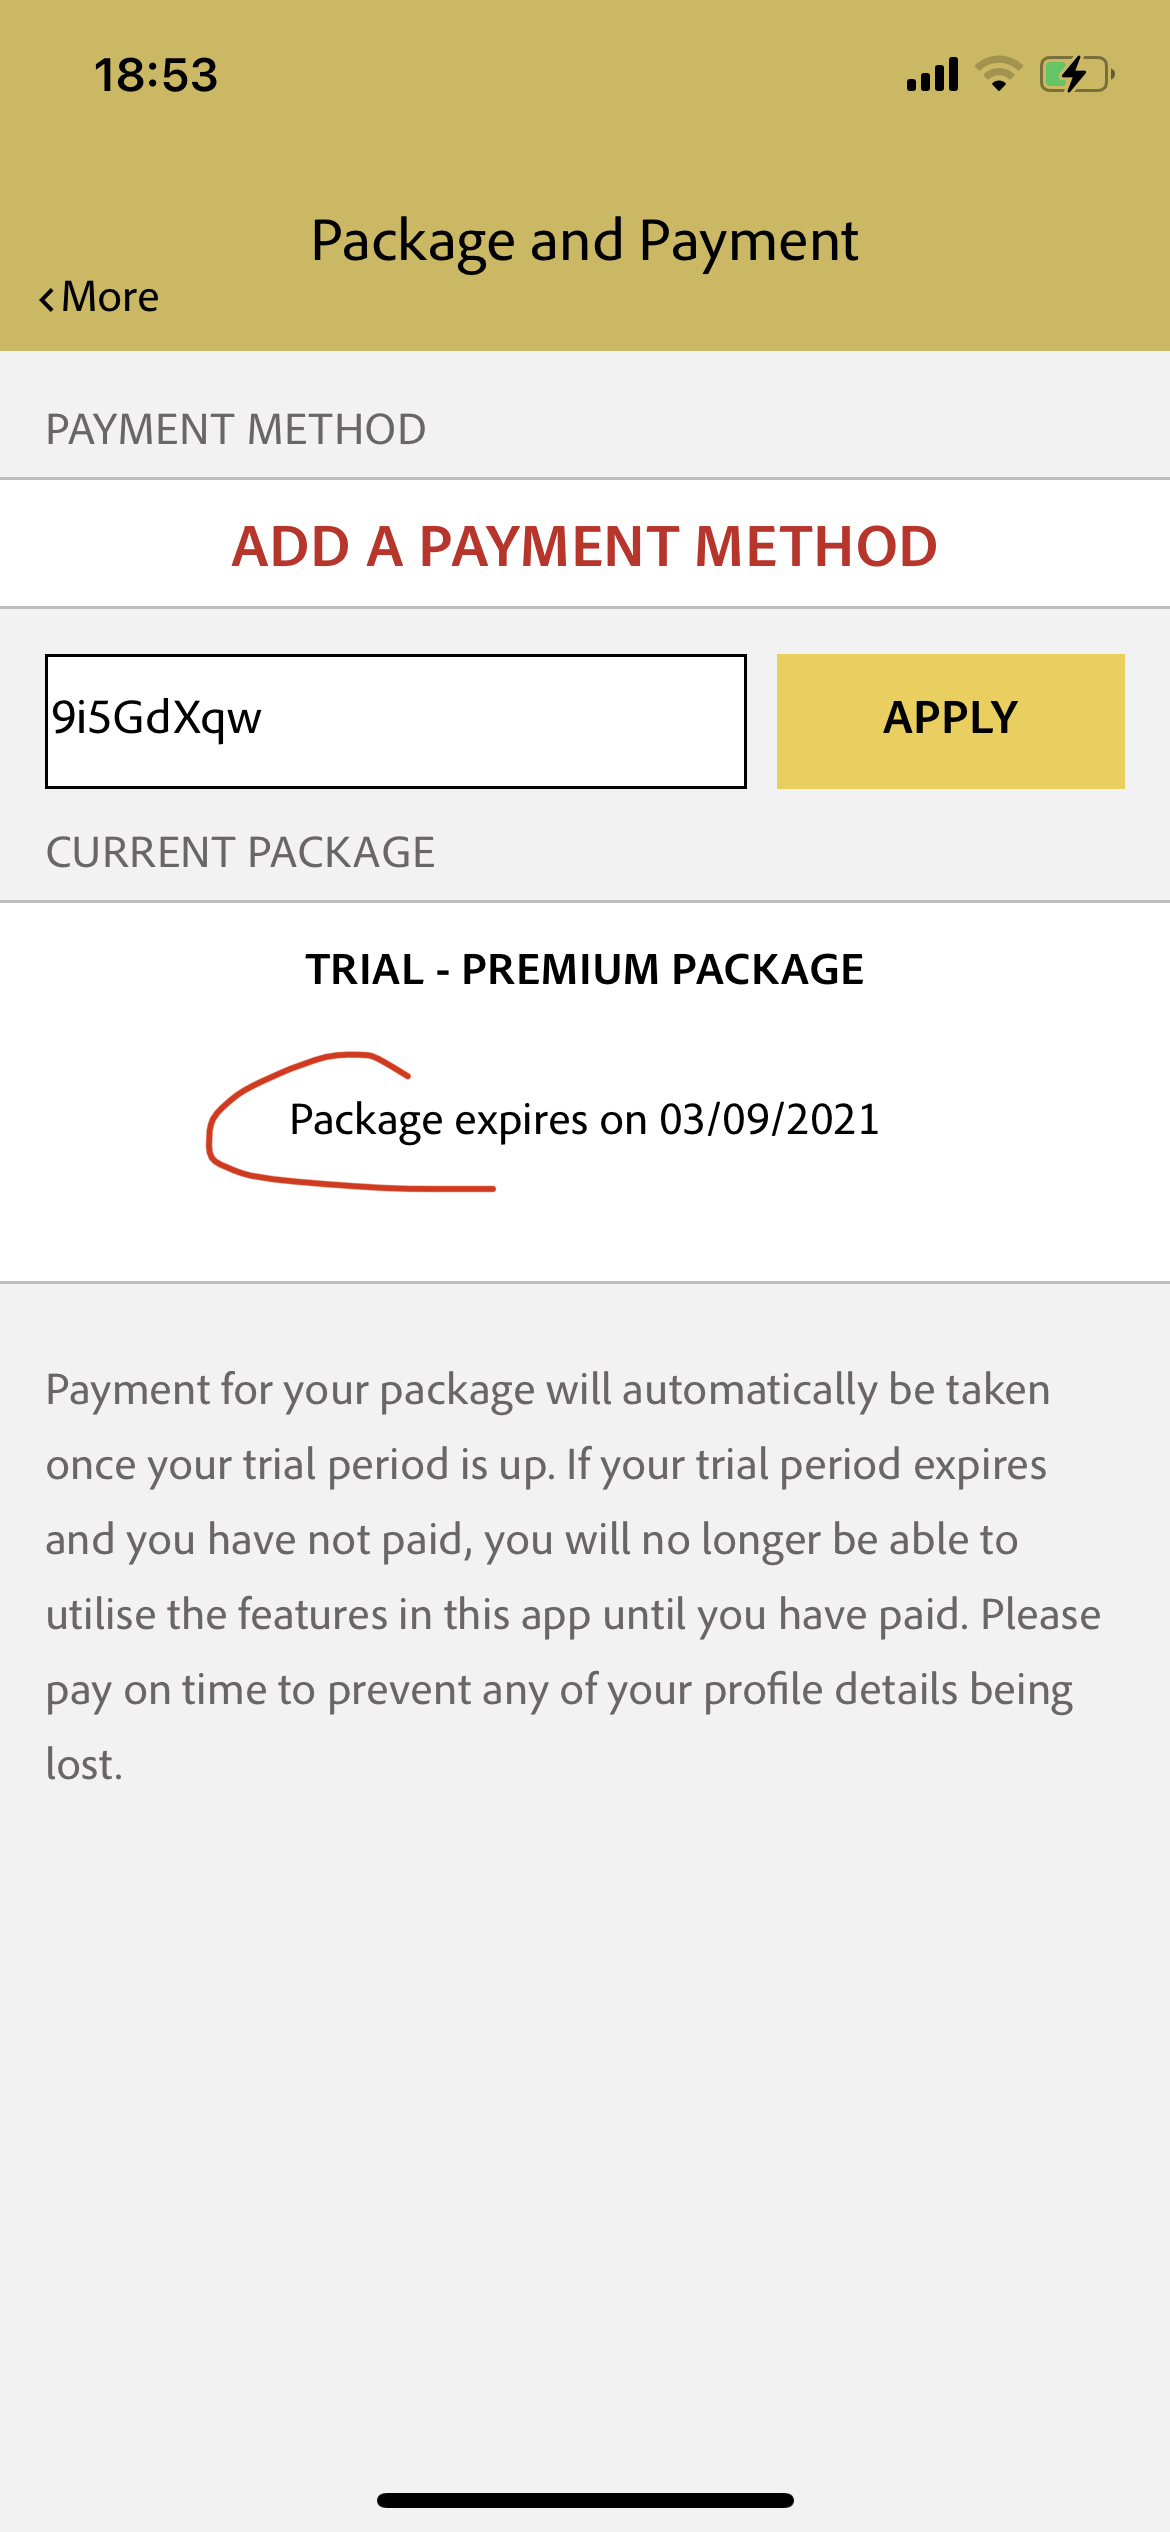 18:53
Package and Payment
<More
PAYMENT METHOD
ADD A PAYMENT METHOD
9i5GdXqw
APPLY
CURRENT PACKAGE
TRIAL - PREMIUM PACKAGE
Package expires on 03/09/2021
Payment for your package will automatically be taken
once your trial period is up. If your trial period expires
and you have not paid, you will no longer be able to
utilise the features in this app until you have paid. Please
pay on time to prevent any of your profile details being
lost.